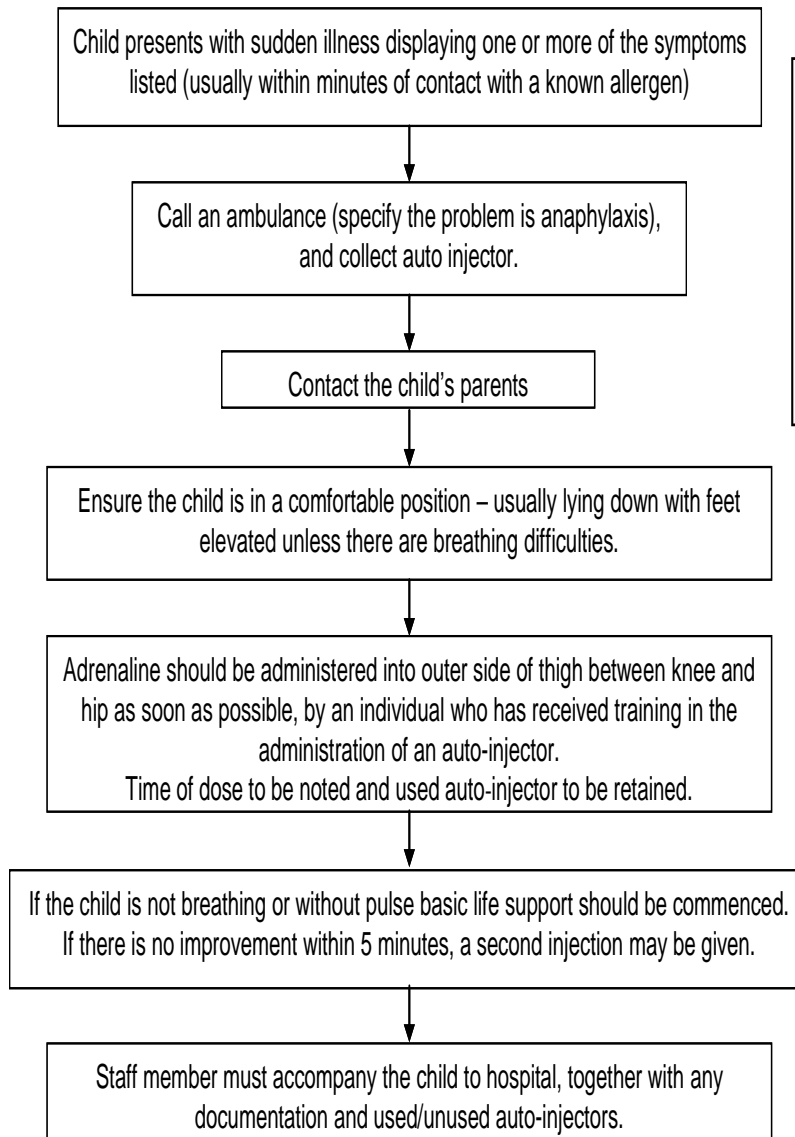 Child presents with sudden illness displaying one or more of the symptoms
listed (usually within minutes of contact with a known allergen)
Call an ambulance (specify the problem is anaphylaxis),
and collect auto injector.
Contact the child’s parents
Ensure the child is in a comfortable position – usually lying down with feet
elevated unless there are breathing difficulties.
Adrenaline should be administered into outer side of thigh between knee and
hip as soon as possible, by an individual who has received training in the
administration of an auto-injector.
Time of dose to be noted and used auto-injector to be retained.
If the child is not breathing or without pulse basic life support should be commenced.
If there is no improvement within 5 minutes, a second injection may be given.
Staff member must accompany the child to hospital, together with any
documentation and used/unused auto-injectors.